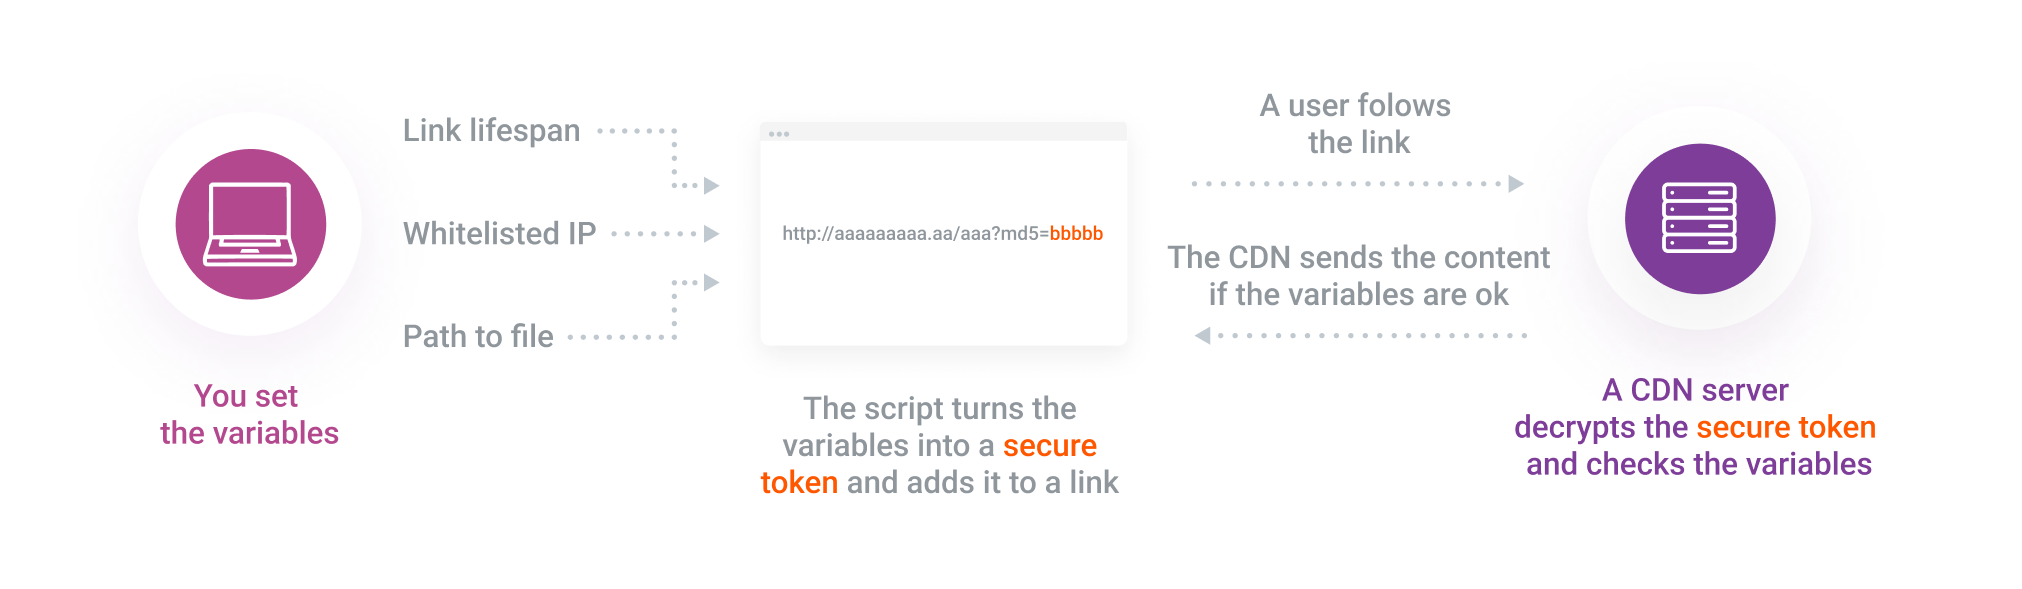 Link lifespan
Whitelisted IP
Path to file
You set
the variables
http://aaaaaaaaa.aa/aaa?md5=bbbbb
The script turns the
variables into a secure
token and adds it to a link
A user folows
the link
The CDN sends the content
if the variables are ok
A CDN server
decrypts the secure token
and checks the variables